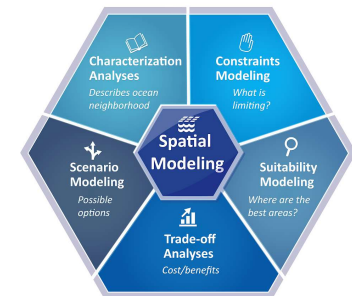 Characterization
Analyses
Describes ocean
neighborhood
Constraints
Modeling
What is
limiting?
Spatial
Modeling
Scenario
Modeling
Possible
options
Suitability
Modeling
Where are the
best areas?
Trade-off
Analyses
Cost/benefits